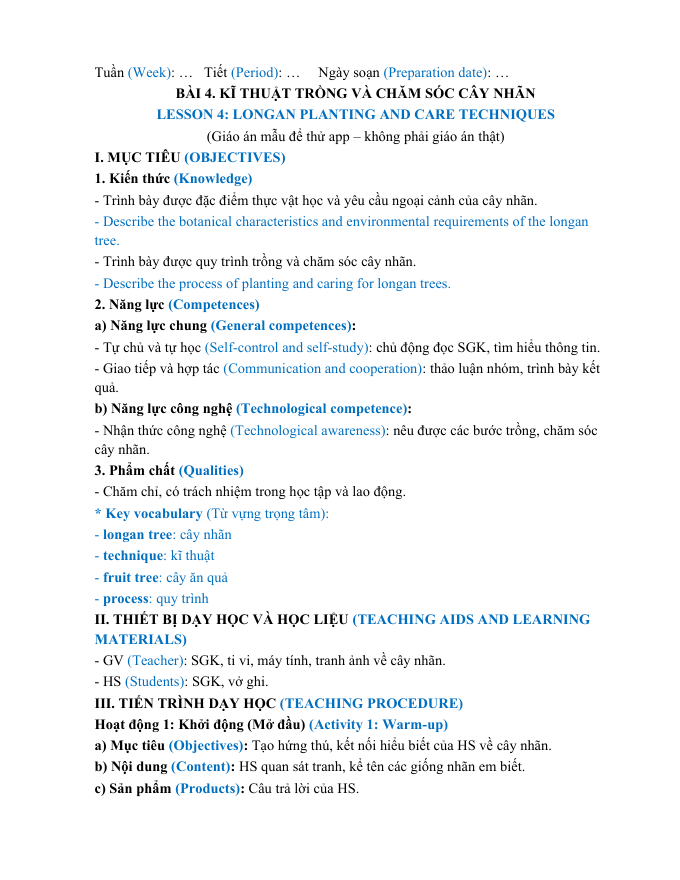 Tuần (Week): … Tiết (Period): … Ngày soạn (Preparation date): …
BÀI 4. KĨ THUẬT TRỒNG VÀ CHĂM SÓC CÂY NHÃN
LESSON 4: LONGAN PLANTING AND CARE TECHNIQUES
(Giáo án mẫu để thử app – không phải giáo án thật)
I. MỤC TIÊU (OBJECTIVES)
1. Kiến thức (Knowledge)
- Trình bày được đặc điểm thực vật học và yêu cầu ngoại cảnh của cây nhãn.
- Describe the botanical characteristics and environmental requirements of the longan
tree.
- Trình bày được quy trình trồng và chăm sóc cây nhãn.
- Describe the process of planting and caring for longan trees.
2. Năng lực (Competences)
a) Năng lực chung (General competences):
- Tự chủ và tự học (Self-control and self-study): chủ động đọc SGK, tìm hiểu thông tin.
- Giao tiếp và hợp tác (Communication and cooperation): thảo luận nhóm, trình bày kết
quả.
b) Năng lực công nghệ (Technological competence):
- Nhận thức công nghệ (Technological awareness): nêu được các bước trồng, chăm sóc
cây nhãn.
3. Phẩm chất (Qualities)
- Chăm chỉ, có trách nhiệm trong học tập và lao động.
* Key vocabulary (Từ vựng trọng tâm):
- longan tree: cây nhãn
- technique: kĩ thuật
- fruit tree: cây ăn quả
- process: quy trình
II. THIẾT BỊ DẠY HỌC VÀ HỌC LIỆU (TEACHING AIDS AND LEARNING
MATERIALS)
- GV (Teacher): SGK, ti vi, máy tính, tranh ảnh về cây nhãn.
- HS (Students): SGK, vở ghi.
III. TIẾN TRÌNH DẠY HỌC (TEACHING PROCEDURE)
Hoạt động 1: Khởi động (Mở đầu) (Activity 1: Warm-up)
a) Mục tiêu (Objectives): Tạo hứng thú, kết nối hiểu biết của HS về cây nhãn.
b) Nội dung (Content): HS quan sát tranh, kể tên các giống nhãn em biết.
c) Sản phẩm (Products): Câu trả lời của HS.